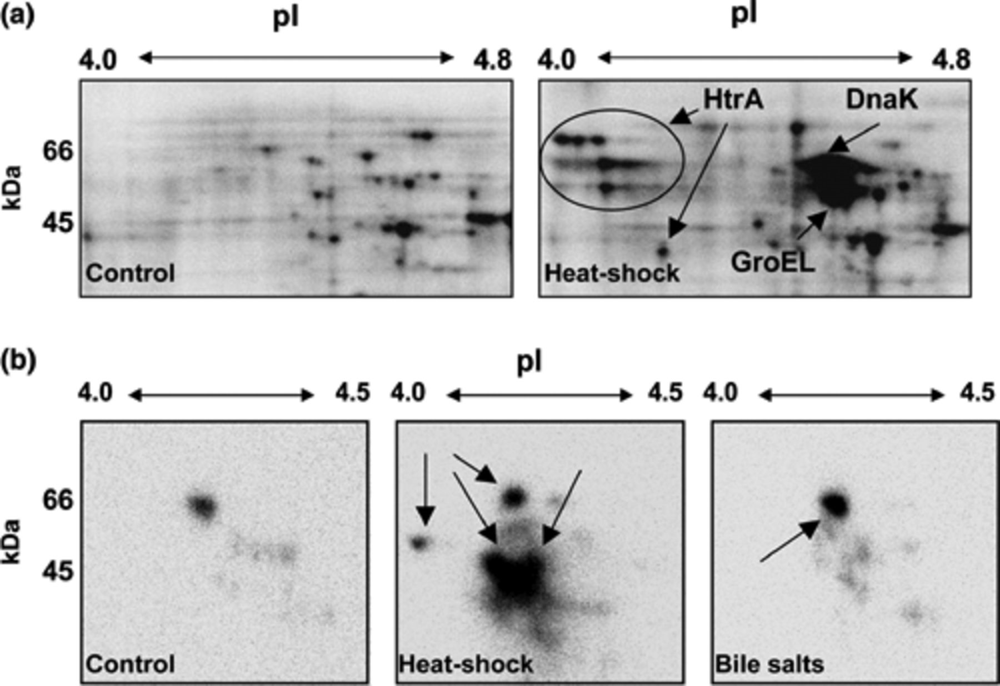 (a)
pI
pI
4.0
4.8
4.0
4.8
HtrA
DnaK
66
kDa
45
GroEL
Control
Heat-shock
(b)
pI
4.0
4.5
4.0
4.5
4.0
4.5
66
kDa
45
Control
Heat-shock
Bile salts